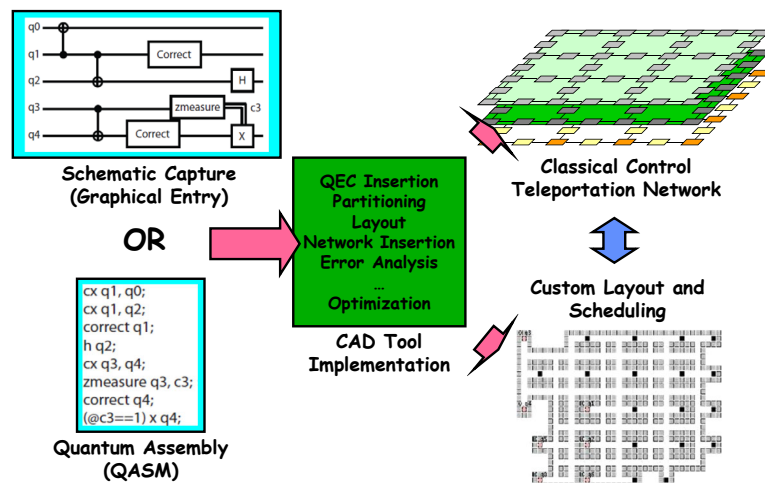 q0
q1
Correct
q2
H
q3
zmeasure
c3
q4
Correct
X
Schematic Capture
(Graphical Entry)
OR
cx q1, q0;
cx q1, q2;
correct q1;
h q2;
cx q3, q4;
zmeasure q3, c3;
correct q4;
(@c3==1) x q4;
Quantum Assembly
(QASM)
QEC Insertion
Partitioning
Layout
Network Insertion
Error Analysis
…
Optimization
CAD Tool
Implementation
Classical Control
Teleportation Network
Custom Layout and
Scheduling